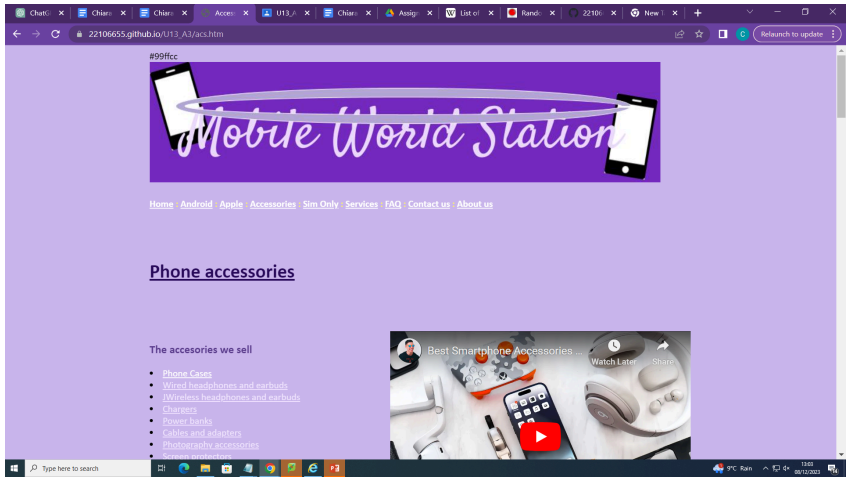 ChatG
Chiara
Chiara
Access
U13_A
Chiara
Assign
List of
Rando
22106
New T
22106655.github.io/U13_A3/acs.htm
Relaunch to update
#99ffcc
Mobile World Station
Home : Android : Apple : Accessories : Sim Only : Services : FAQ : Contact us : About us
Phone accessories
The accesories we sell
Phone Cases
Wired headphones and earbuds
JWireless headphones and earbuds
Chargers
Power banks
Cables and adapters
Photography accessories
Screen protectors
Best Smartphone Accessories ...
Watch Later
Share
Type here to search
9°C Rain
13:03
08/12/2023